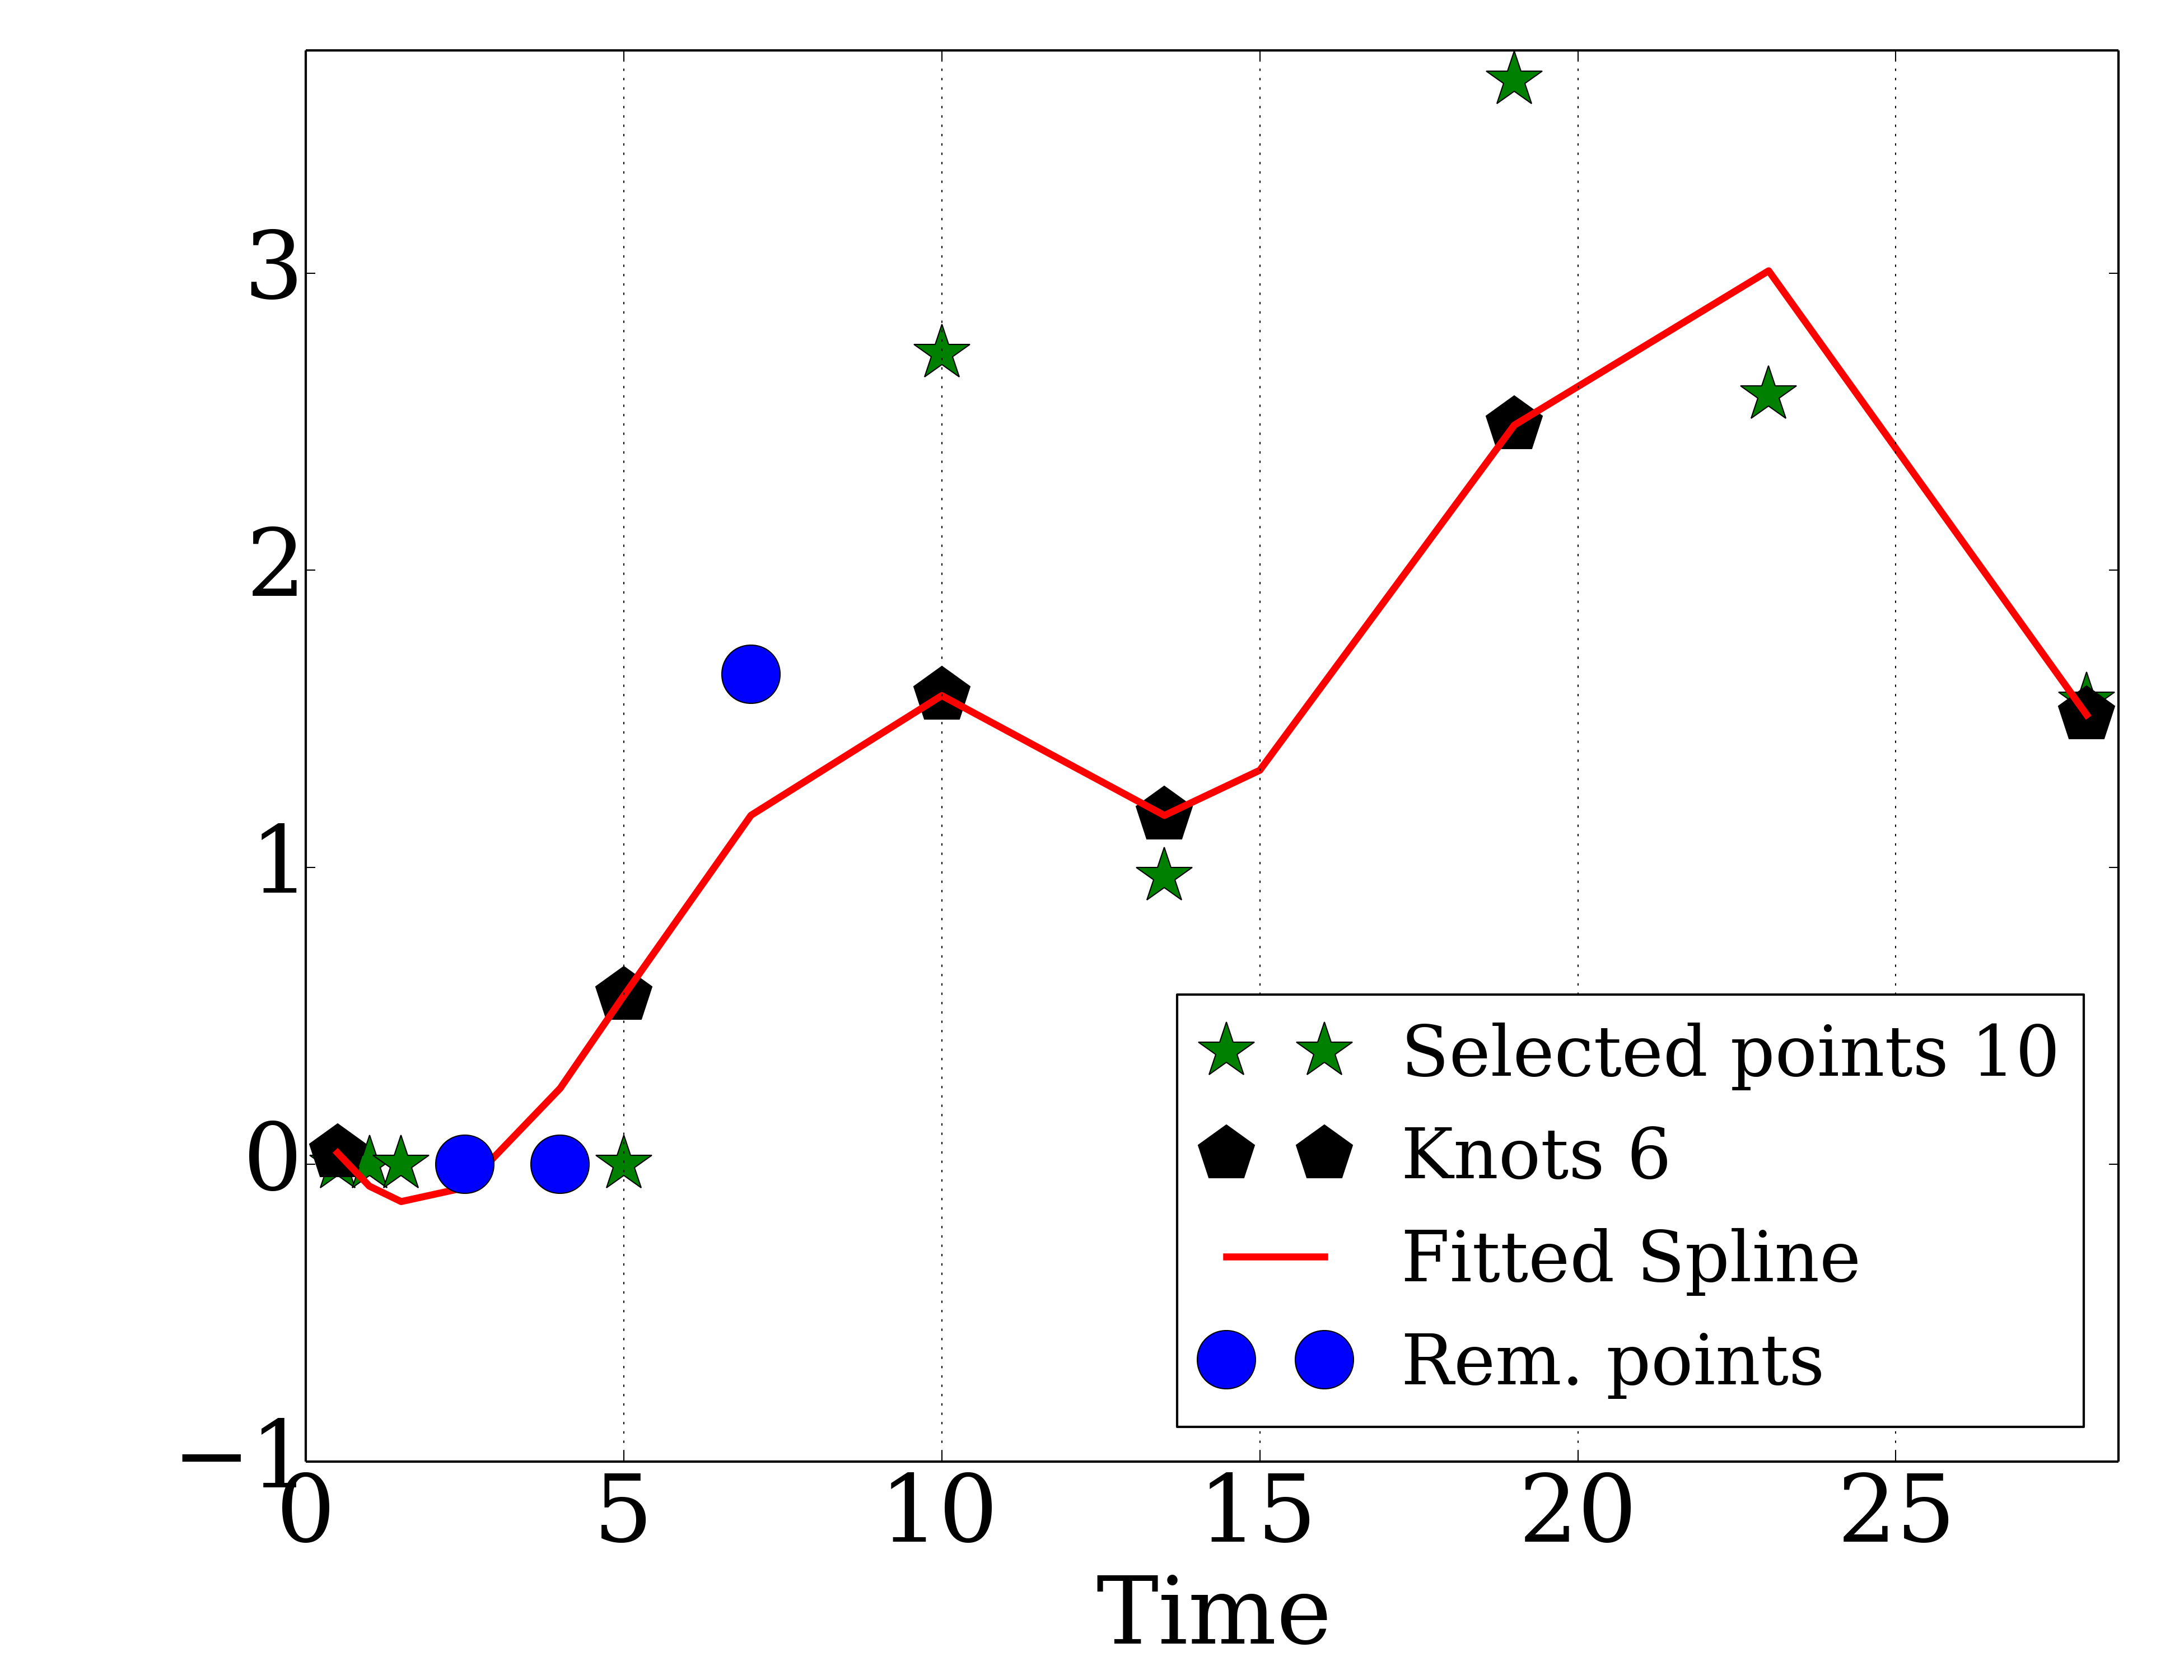 3
2
1
0
−1
0 5 10 15 20 25
Time
Selected points 10
Knots 6
Fitted Spline
Rem. points